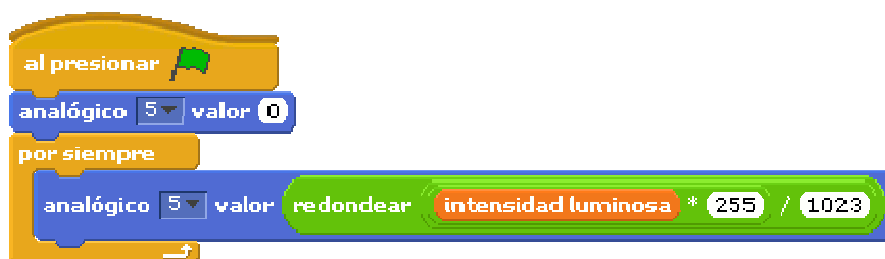 al presionar
analógico 5 valor 0
por siempre
analógico 5 valor redondear intensidad luminosa * 255 / 1023